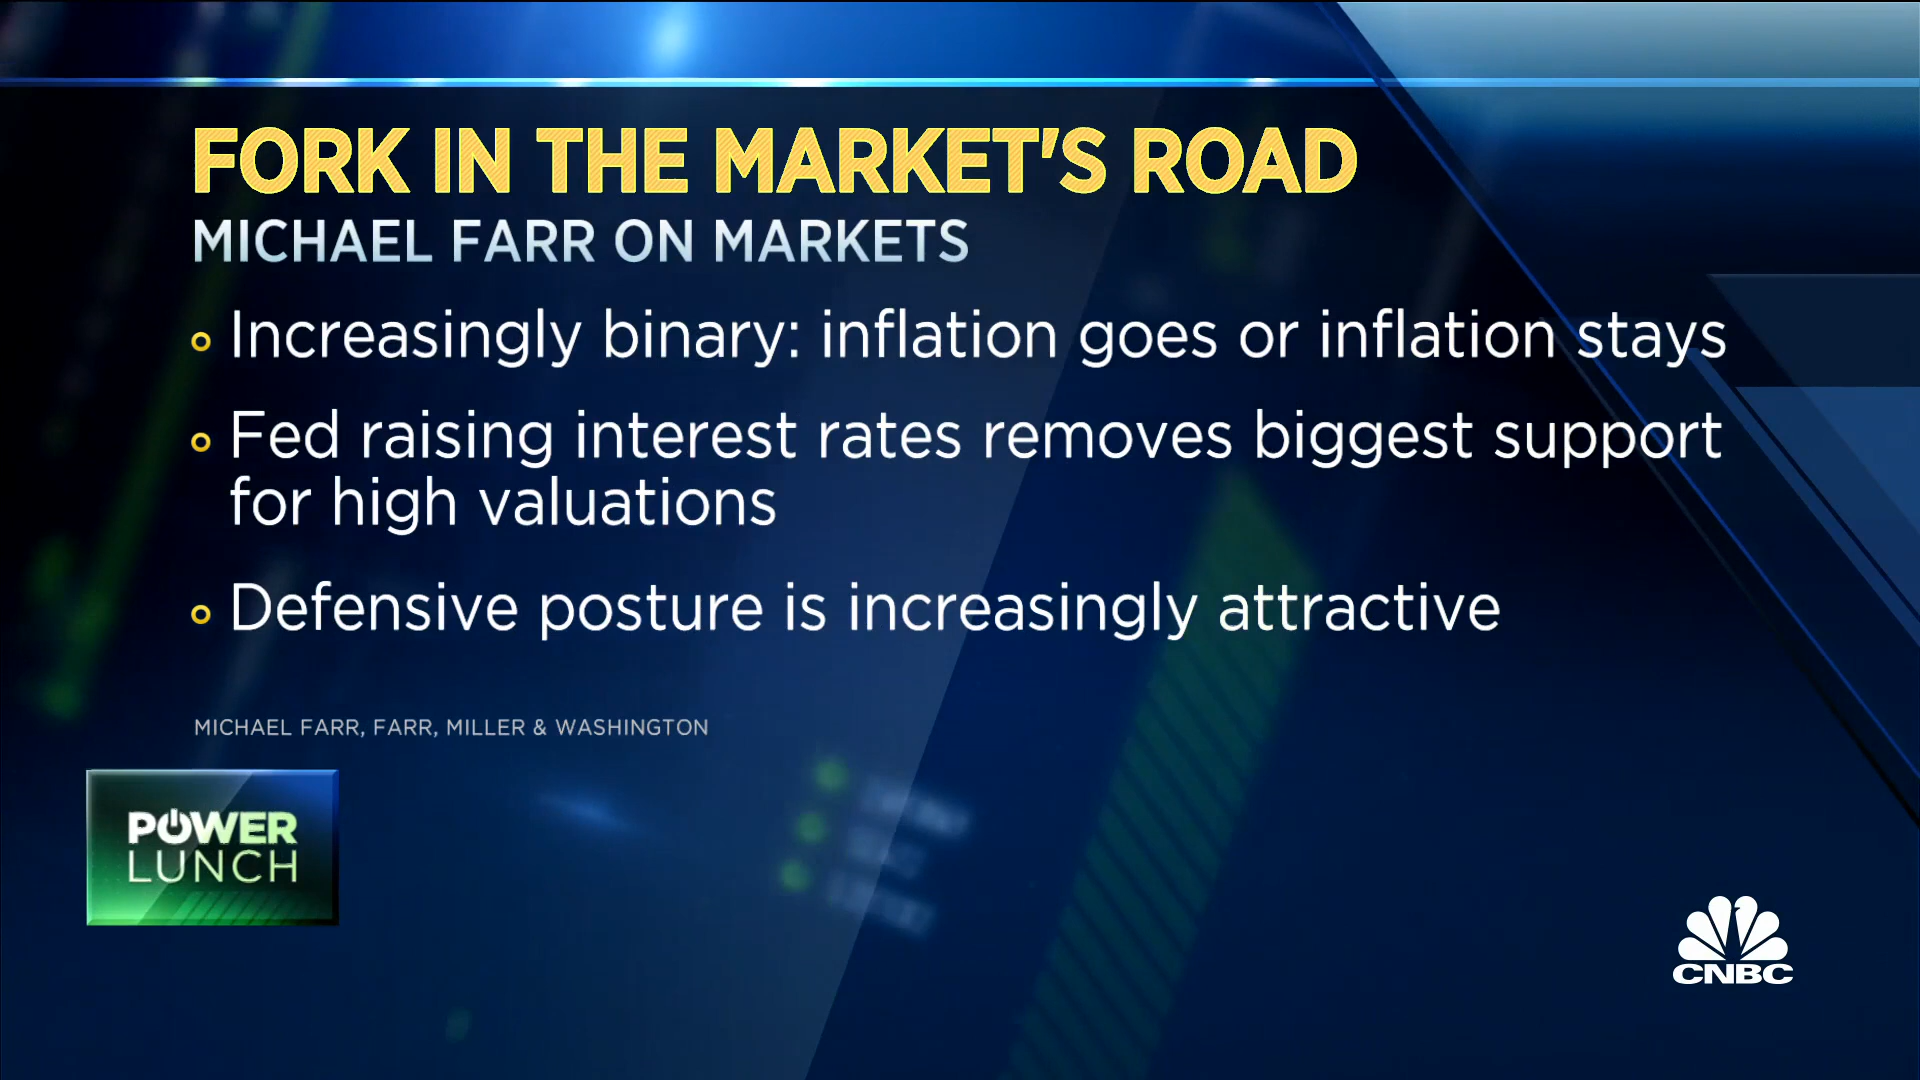 FORK IN THE MARKET'S ROAD
MICHAEL FARR ON MARKETS
Increasingly binary: inflation goes or inflation stays
Fed raising interest rates removes biggest support
for high valuations
Defensive posture is increasingly attractive
MICHAEL FARR, FARR, MILLER & WASHINGTON
POWER
LUNCH
CNBC